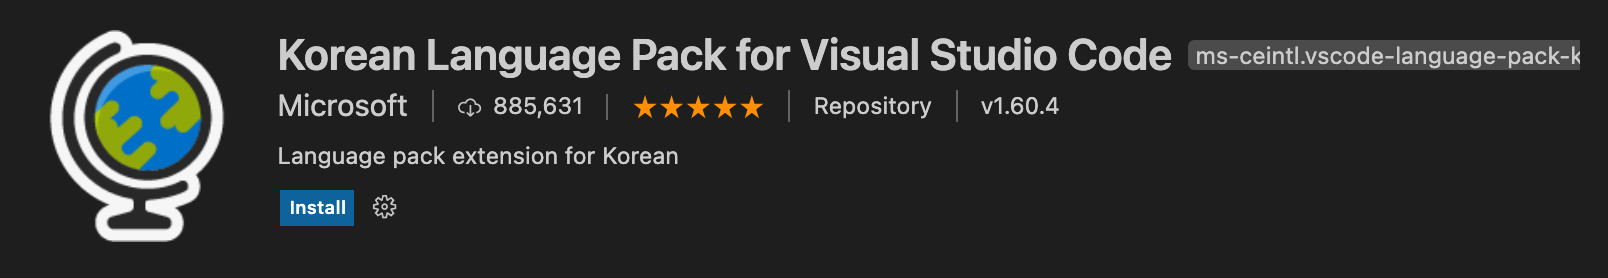 Korean Language Pack for Visual Studio Code ms-ceintl.vscode-language-pack-k
Microsoft 885,631 Repository v1.60.4
Language pack extension for Korean
Install